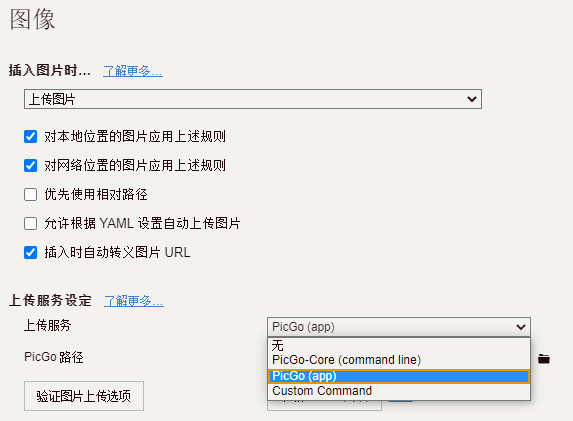 图像
插入图片时... 了解更多...
上传图片
对本地位置的图片应用上述规则
对网络位置的图片应用上述规则
优先使用相对路径
允许根据 YAML 设置自动上传图片
插入时自动转义图片 URL
上传服务设定 了解更多...
上传服务 PicGo (app)
无
PicGo 路径 PicGo-Core (command line)
PicGo (app)
Custom Command
验证图片上传选项